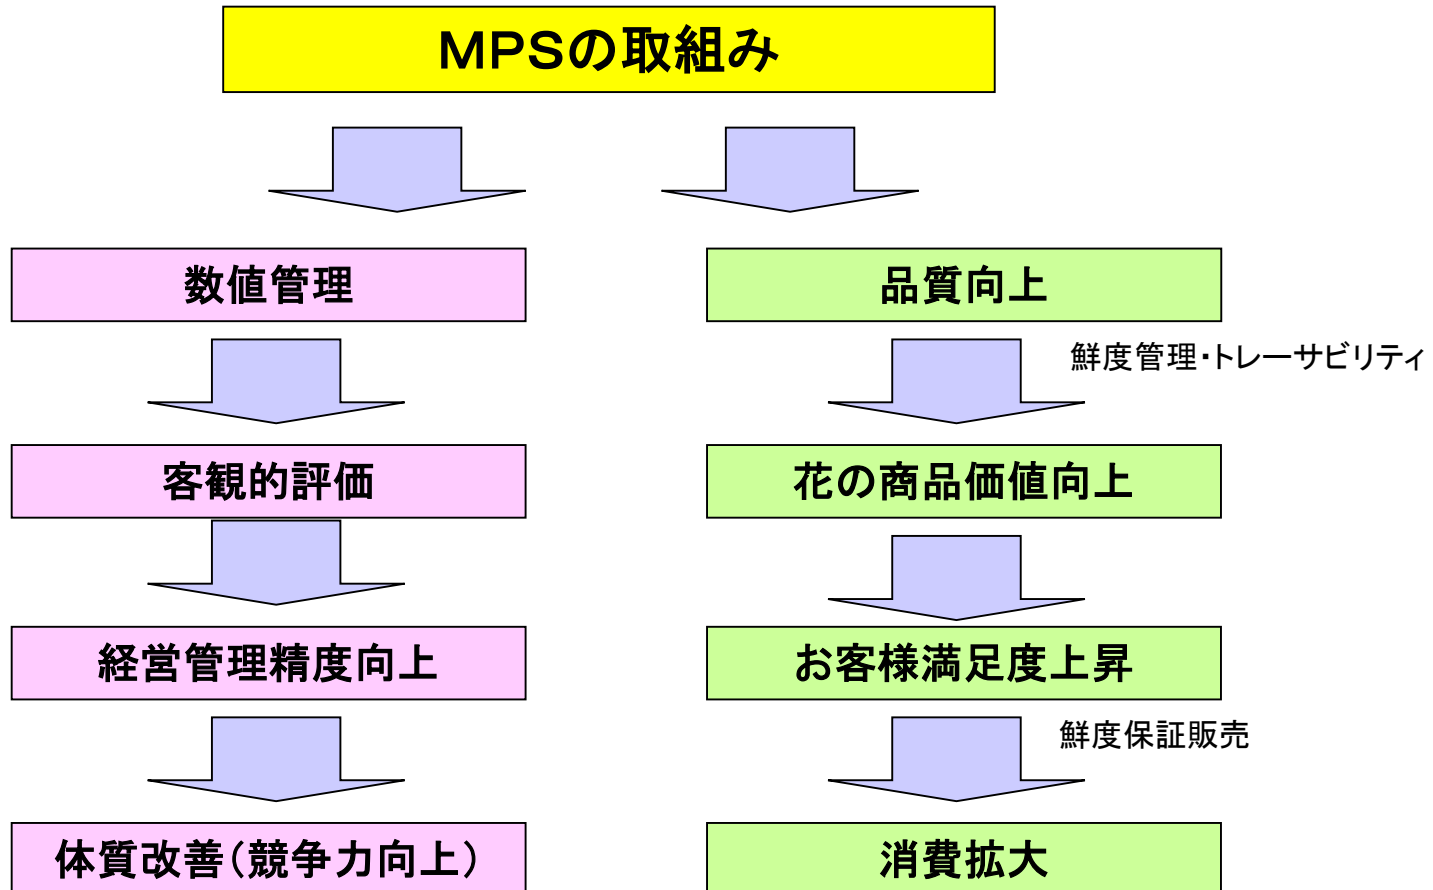 MPSの取組み
数値管理
品質向上
鮮度管理・トレーサビリティ
客観的評価
花の商品価値向上
経営管理精度向上
お客様満足度上昇
鮮度保証販売
体質改善(競争力向上)
消費拡大